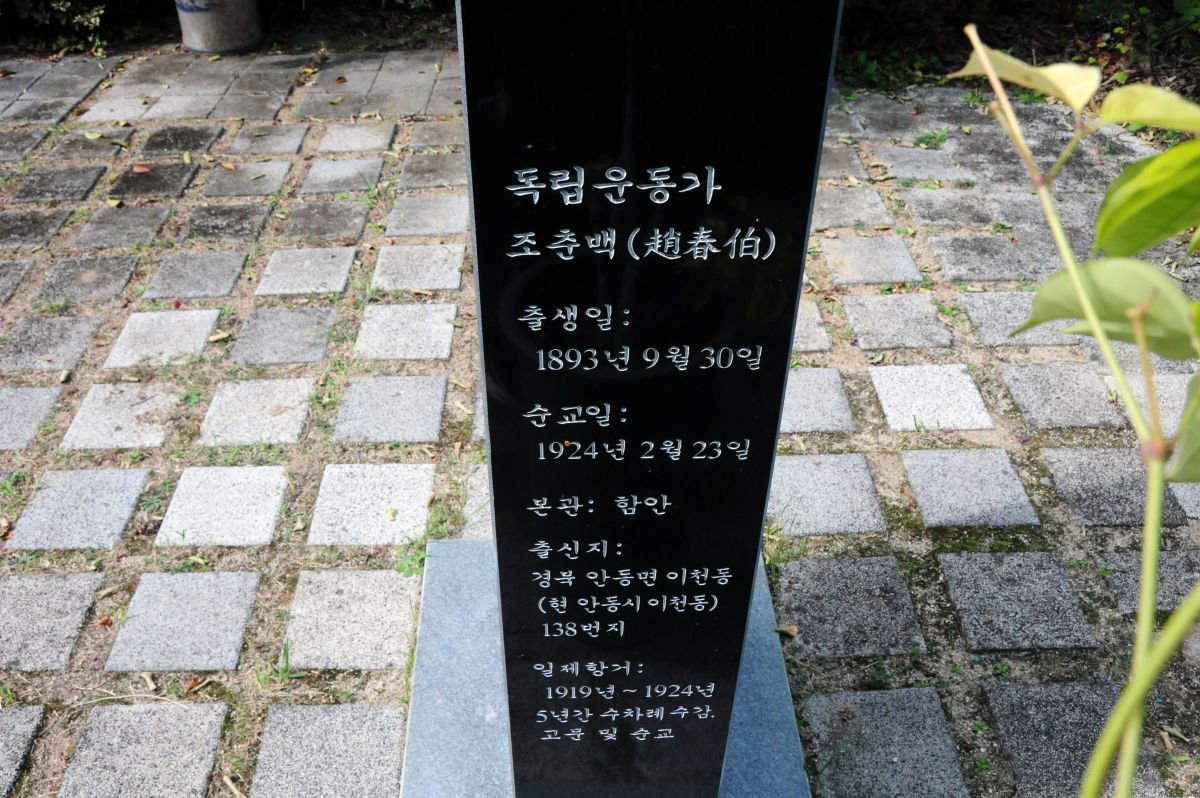 독립운동가
조춘백(趙春伯)
출생일:
1893년 9월 30일
순교일:
1924년 2월 23일
본관: 함안
출신지:
경북 안동면 이천동
(현 안동시 이천동)
138번지
일제항거:
1919년 ~ 1924년
5년간 수차례 수감.
고문 및 순교